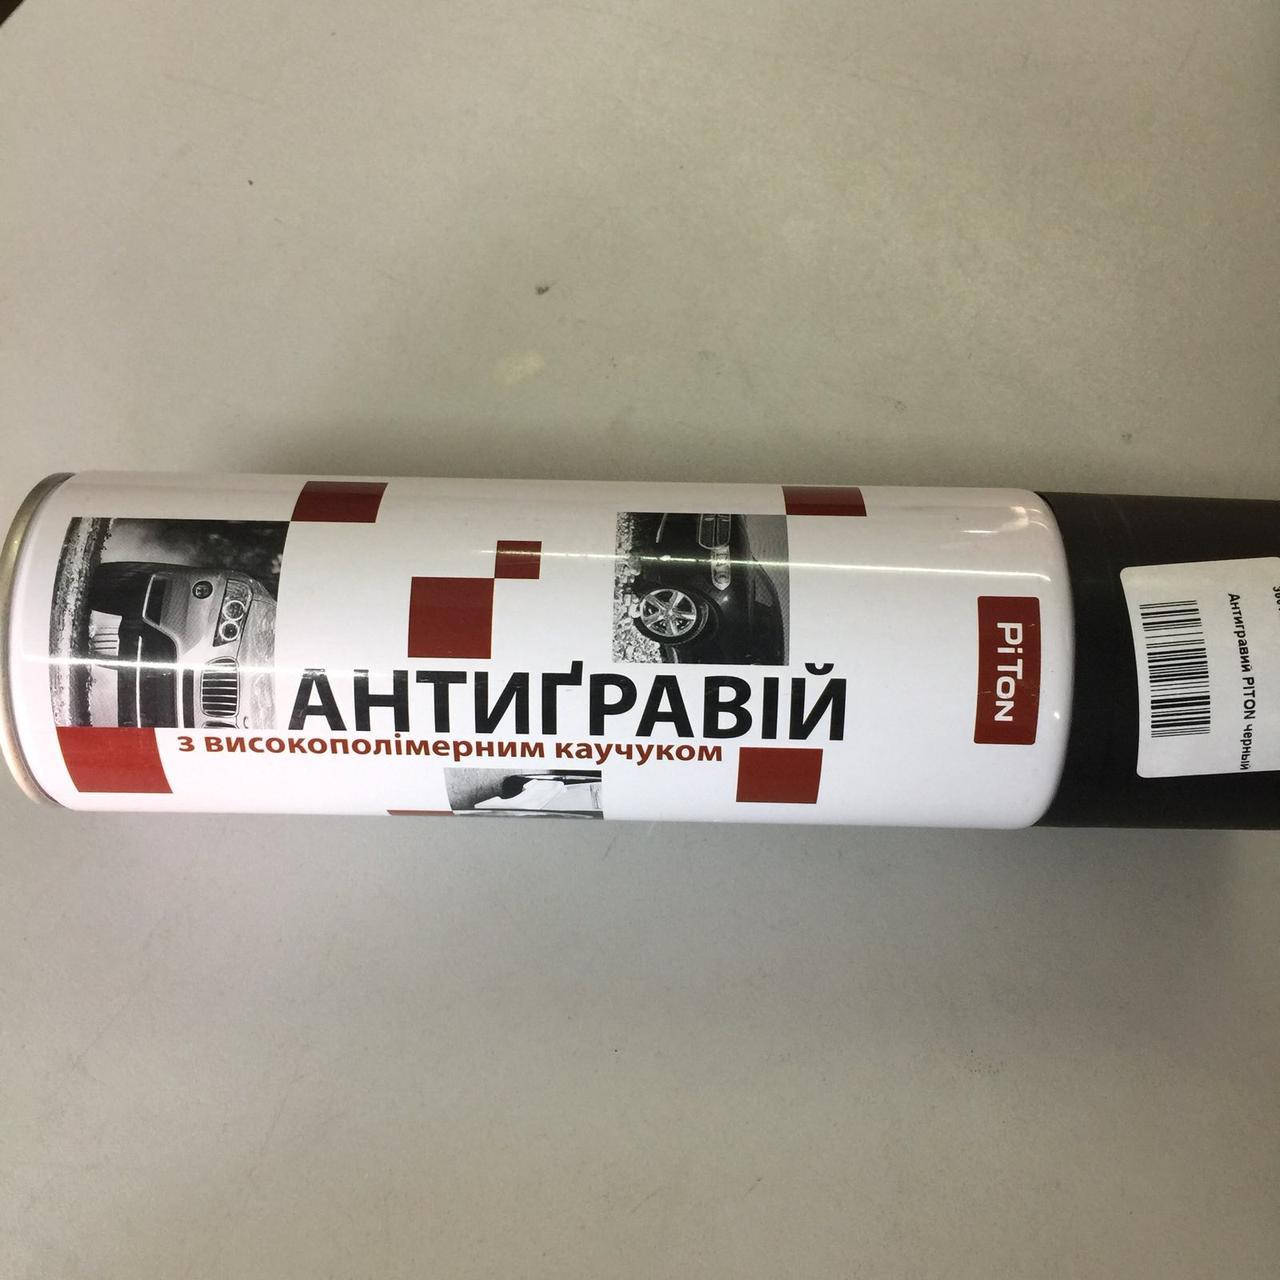 АНТИҐРАВІЙ
з високополімерним каучуком
PiTON
Антигравий PITON черный